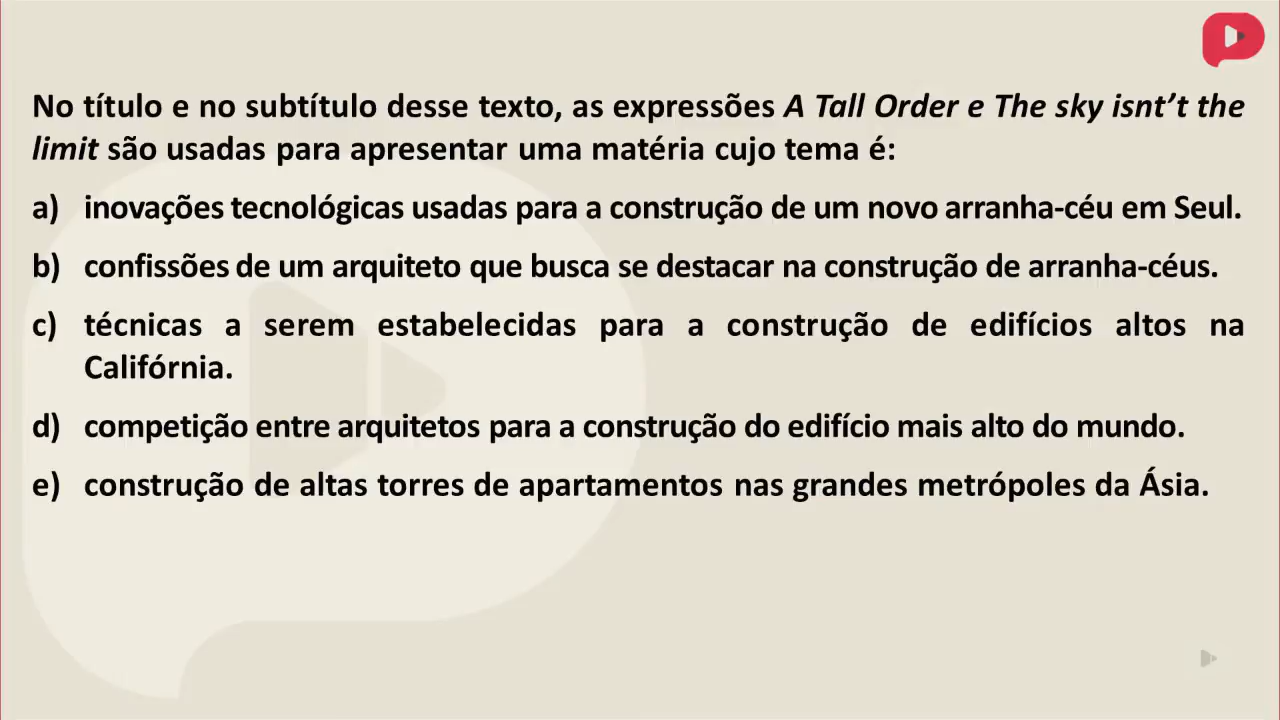 No título e no subtítulo desse texto, as expressões A Tall Order e The sky isnt’t the
limit são usadas para apresentar uma matéria cujo tema é:
a) inovações tecnológicas usadas para a construção de um novo arranha-céu em Seul.
b) confissões de um arquiteto que busca se destacar na construção de arranha-céus.
c) técnicas a serem estabelecidas para a construção de edifícios altos na
Califórnia.
d) competição entre arquitetos para a construção do edifício mais alto do mundo.
e) construção de altas torres de apartamentos nas grandes metrópoles da Ásia.